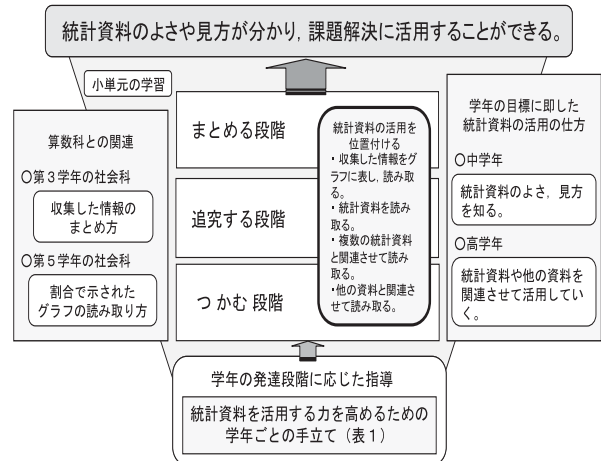 統計資料のよさや見方が分かり，課題解決に活用することができる。
小単元の学習
算数科との関連
○第３学年の社会科
収集した情報の
まとめ方
○第５学年の社会科
割合で示された
グラフの読み取り方
まとめる段階
追究する段階
つかむ段階
統計資料の活用を
位置付ける
・収集した情報をグ
ラフに表し，読み取
る。
・統計資料を読み
取る。
・複数の統計資料
と関連させて読み
取る。
・他の資料と関連さ
せて読み取る。
学年の目標に即した
統計資料の活用の仕方
○中学年
統計資料のよさ，見方
を知る。
○高学年
統計資料や他の資料を
関連させて活用してい
く。
学年の発達段階に応じた指導
統計資料を活用する力を高めるための
学年ごとの手立て（表１）